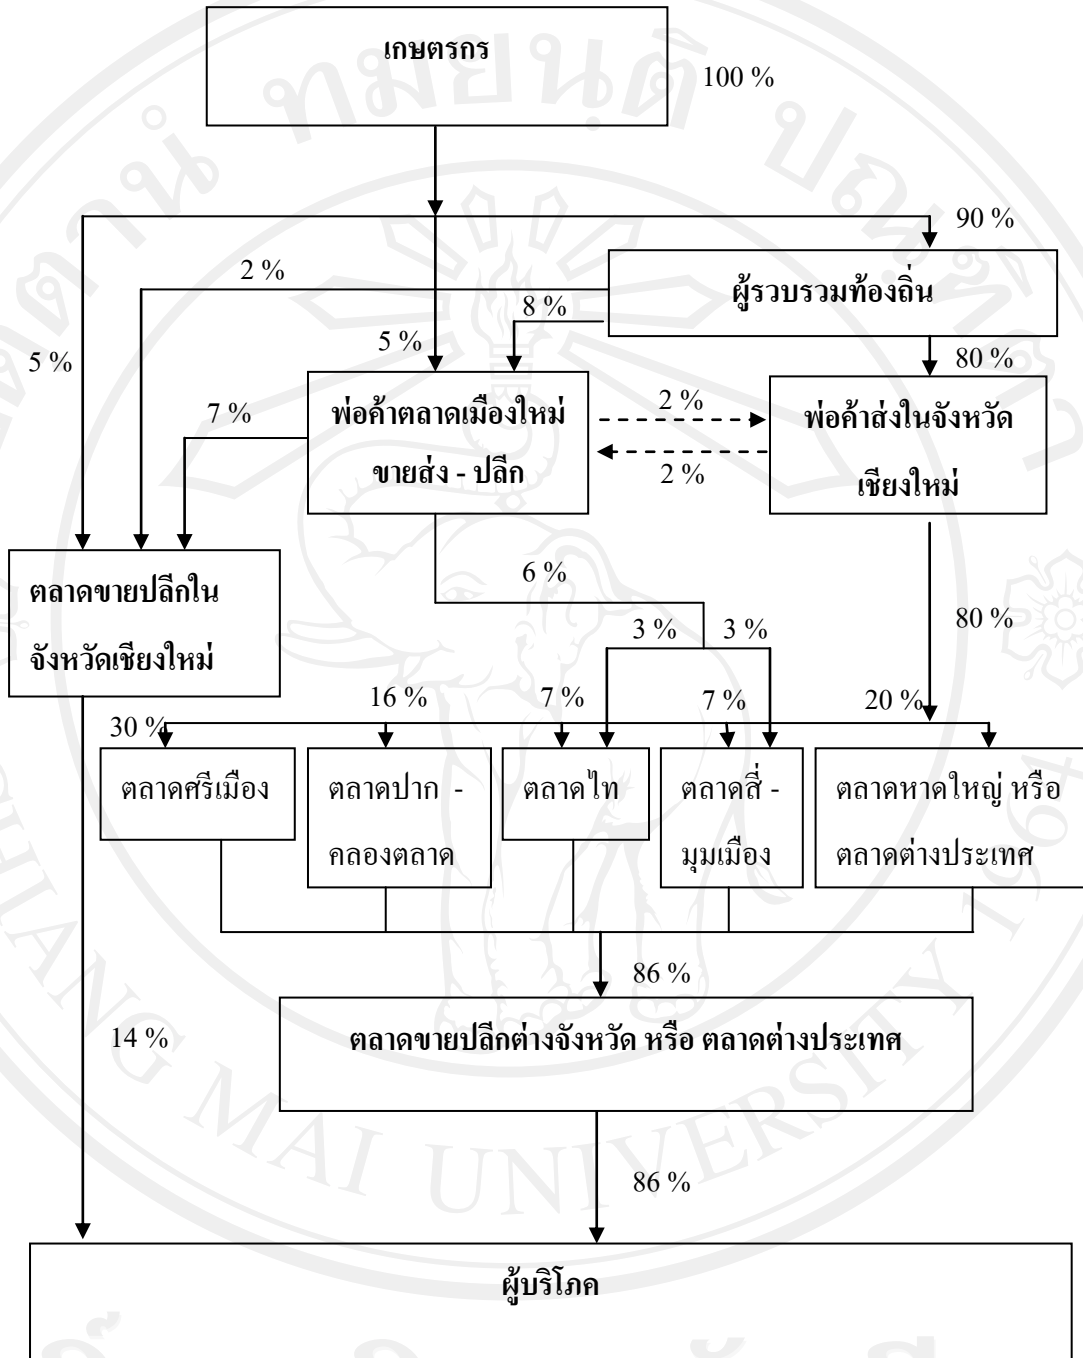 เกษตรกร
100 %
90 %
2 %
ผู้รวบรวมท้องถิ่น
8 %
5 %
5 %
80 %
7 %
พ่อค้าตลาดเมืองใหม่
ขายส่ง - ปลีก
2 %
2 %
พ่อค้าส่งในจังหวัด
เชียงใหม่
6 %
ตลาดขายปลีกใน
จังหวัดเชียงใหม่
3 %
3 %
80 %
30 %
16 %
7 %
7 %
20 %
ตลาดศรีเมือง
ตลาดปาก -
คลองตลาด
ตลาดไท
ตลาดสี่ -
มุมเมือง
ตลาดหาดใหญ่ หรือ
ตลาดต่างประเทศ
86 %
14 %
ตลาดขายปลีกต่างจังหวัด หรือ ตลาดต่างประเทศ
86 %
ผู้บริโภค
CHIANG MAI UNIVERSITY 1964